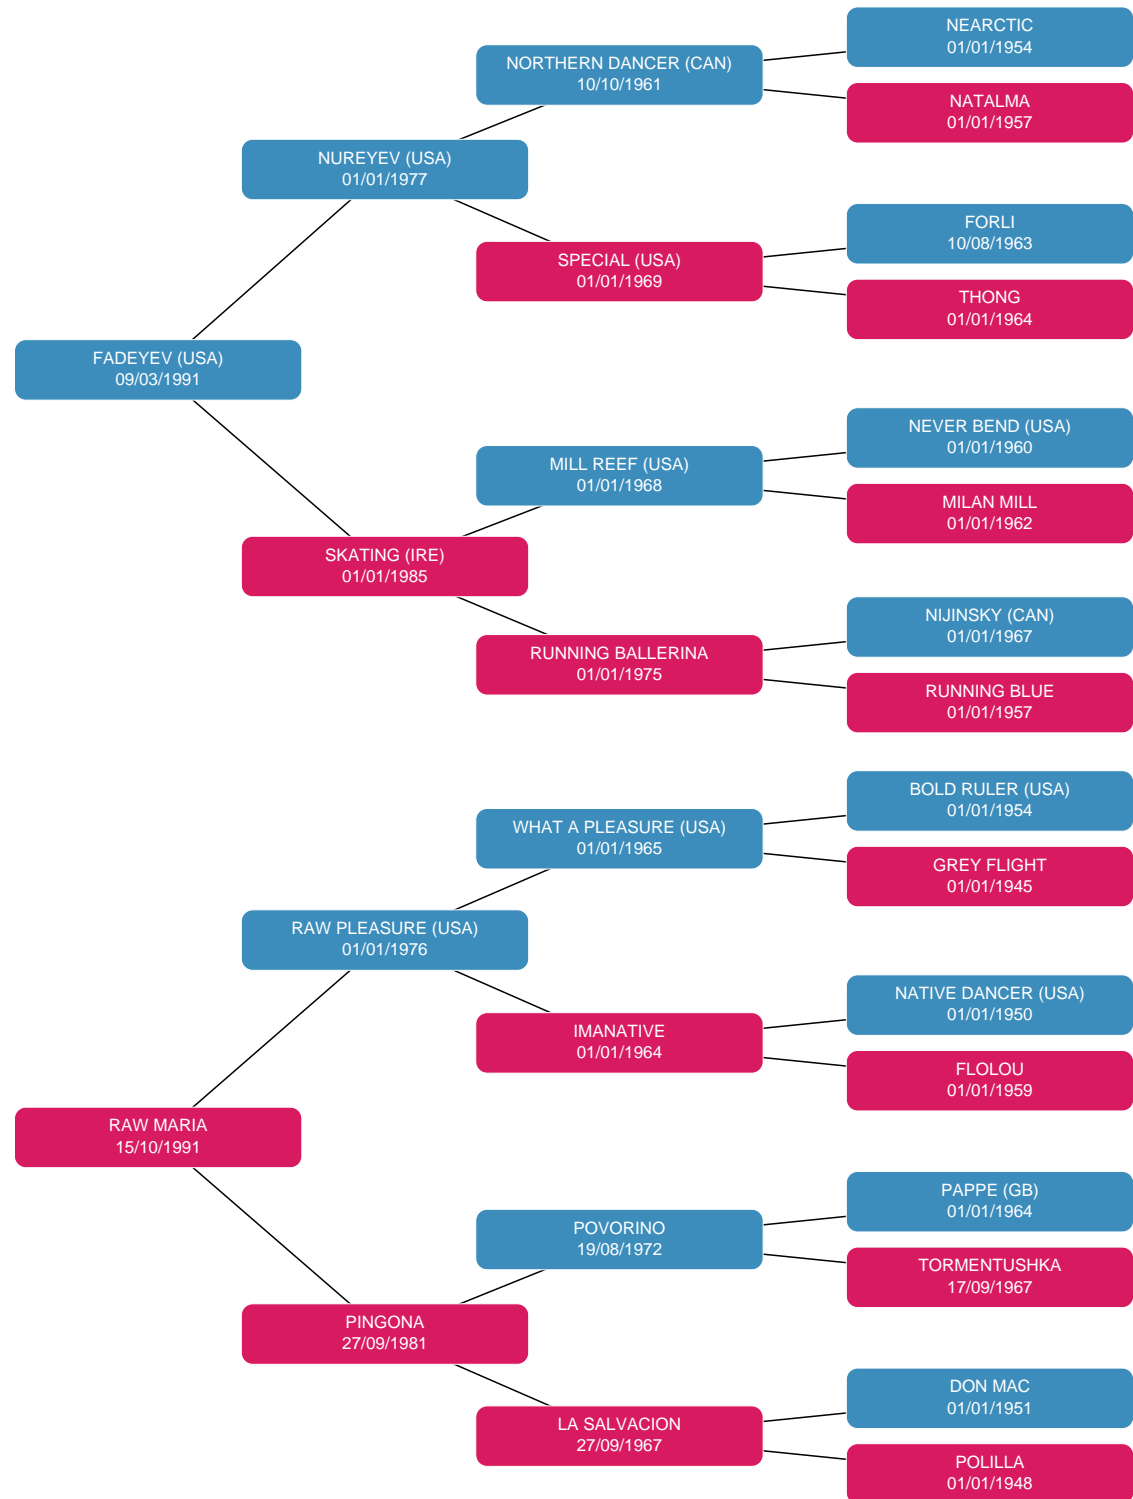 NEARCTIC
01/01/1954
NORTHERN DANCER (CAN)
10/10/1961
NATALMA
01/01/1957
NUREYEV (USA)
01/01/1977
FORLI
10/08/1963
SPECIAL (USA)
01/01/1969
THONG
01/01/1964
FADEYEV (USA)
09/03/1991
NEVER BEND (USA)
01/01/1960
MILL REEF (USA)
01/01/1968
MILAN MILL
01/01/1962
SKATING (IRE)
01/01/1985
NIJINSKY (CAN)
01/01/1967
RUNNING BALLERINA
01/01/1975
RUNNING BLUE
01/01/1957
BOLD RULER (USA)
01/01/1954
WHAT A PLEASURE (USA)
01/01/1965
GREY FLIGHT
01/01/1945
RAW PLEASURE (USA)
01/01/1976
NATIVE DANCER (USA)
01/01/1950
IMANATIVE
01/01/1964
FLOLOU
01/01/1959
RAW MARIA
15/10/1991
PAPPE (GB)
01/01/1964
POVORINO
19/08/1972
TORMENTUSHKA
17/09/1967
PINGONA
27/09/1981
DON MAC
01/01/1951
LA SALVACION
27/09/1967
POLILLA
01/01/1948